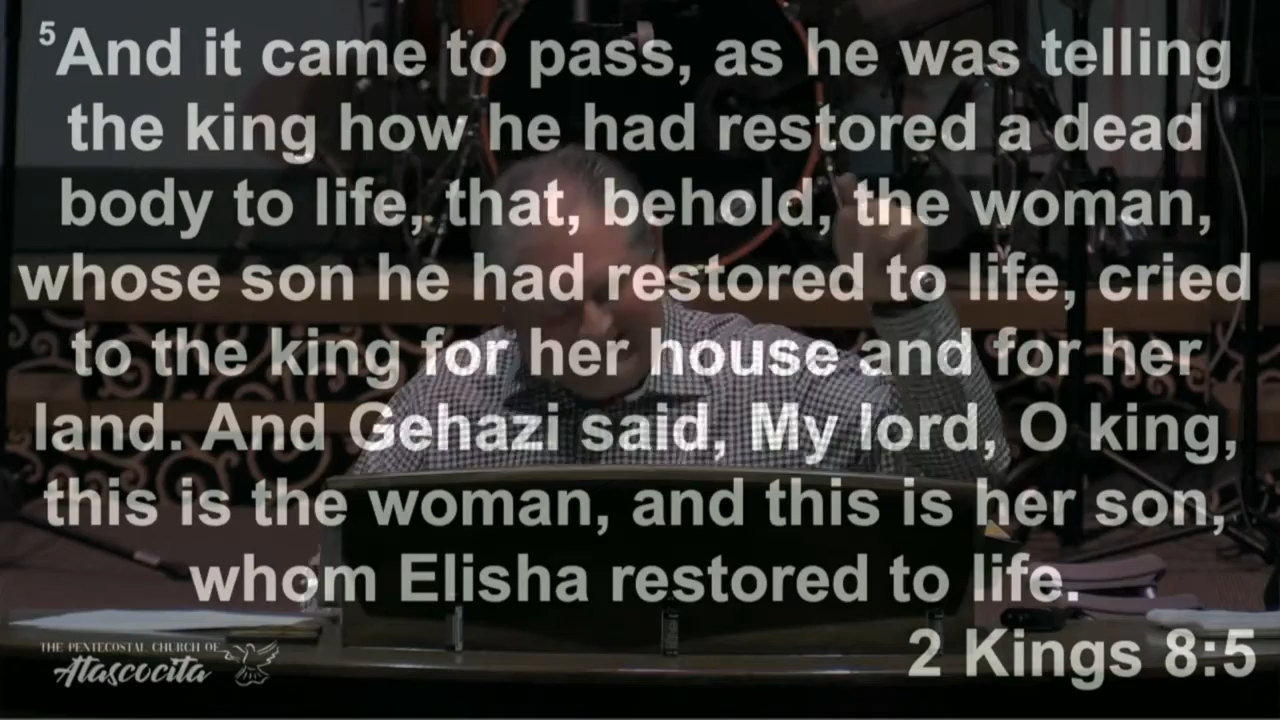 5And it came to pass, as he was telling
the king how he had restored a dead
body to life, that, behold, the woman,
whose son he had restored to life, cried
to the king for her house and for her
land. And Gehazi said, My lord, O king,
this is the woman, and this is her son,
whom Elisha restored to life.
2 Kings 8:5
THE PENTECOSTAL CHURCH OF
Atascocita